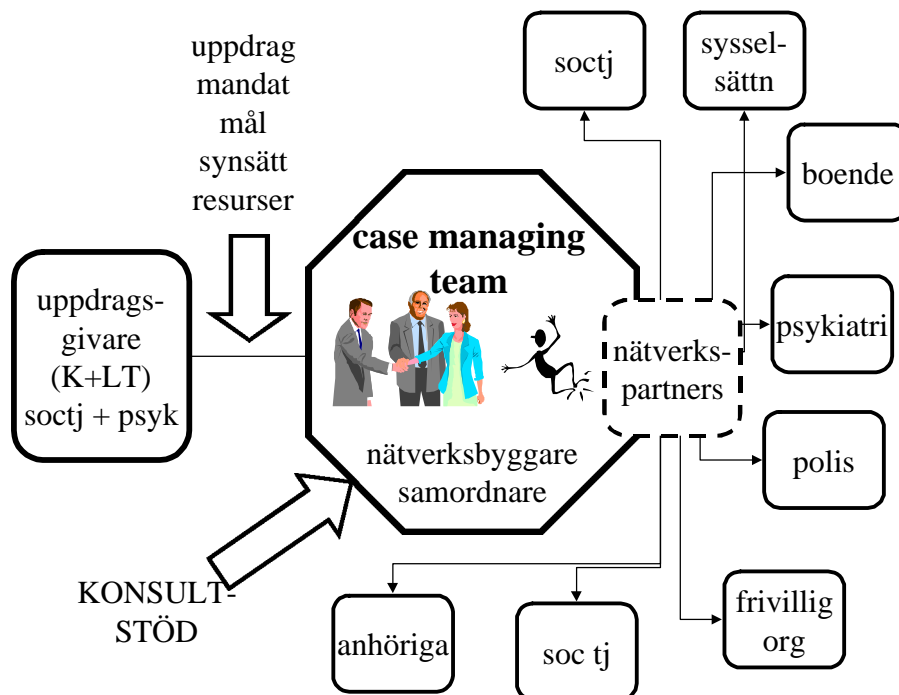 uppdrag
mandat
mål
synsätt
resurser
soctj
syssel-
sättn
boende
case managing
team
uppdrags-
givare
(K+LT)
soctj + psyk
nätverks-
partners
psykiatri
nätverksbyggare
samordnare
polis
KONSULT-
STÖD
anhöriga
soc tj
frivillig
org